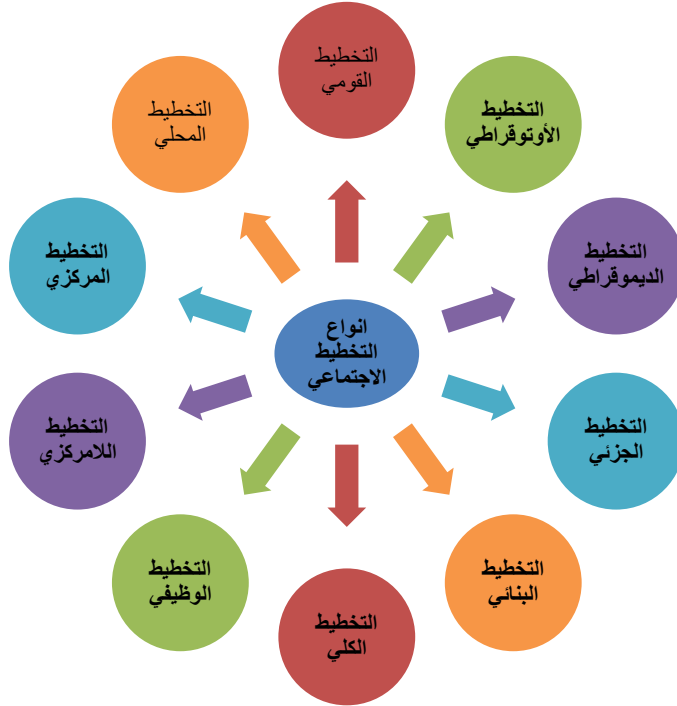 انواع
التخطيط
الاجتماعي
التخطيط
القومي
التخطيط
الأوتوقراطي
التخطيط
الديموقراطي
التخطيط
الجزئي
التخطيط
البنائي
التخطيط
الكلي
التخطيط
الوظيفي
التخطيط
اللامركزي
التخطيط
المركزي
التخطيط
المحلي